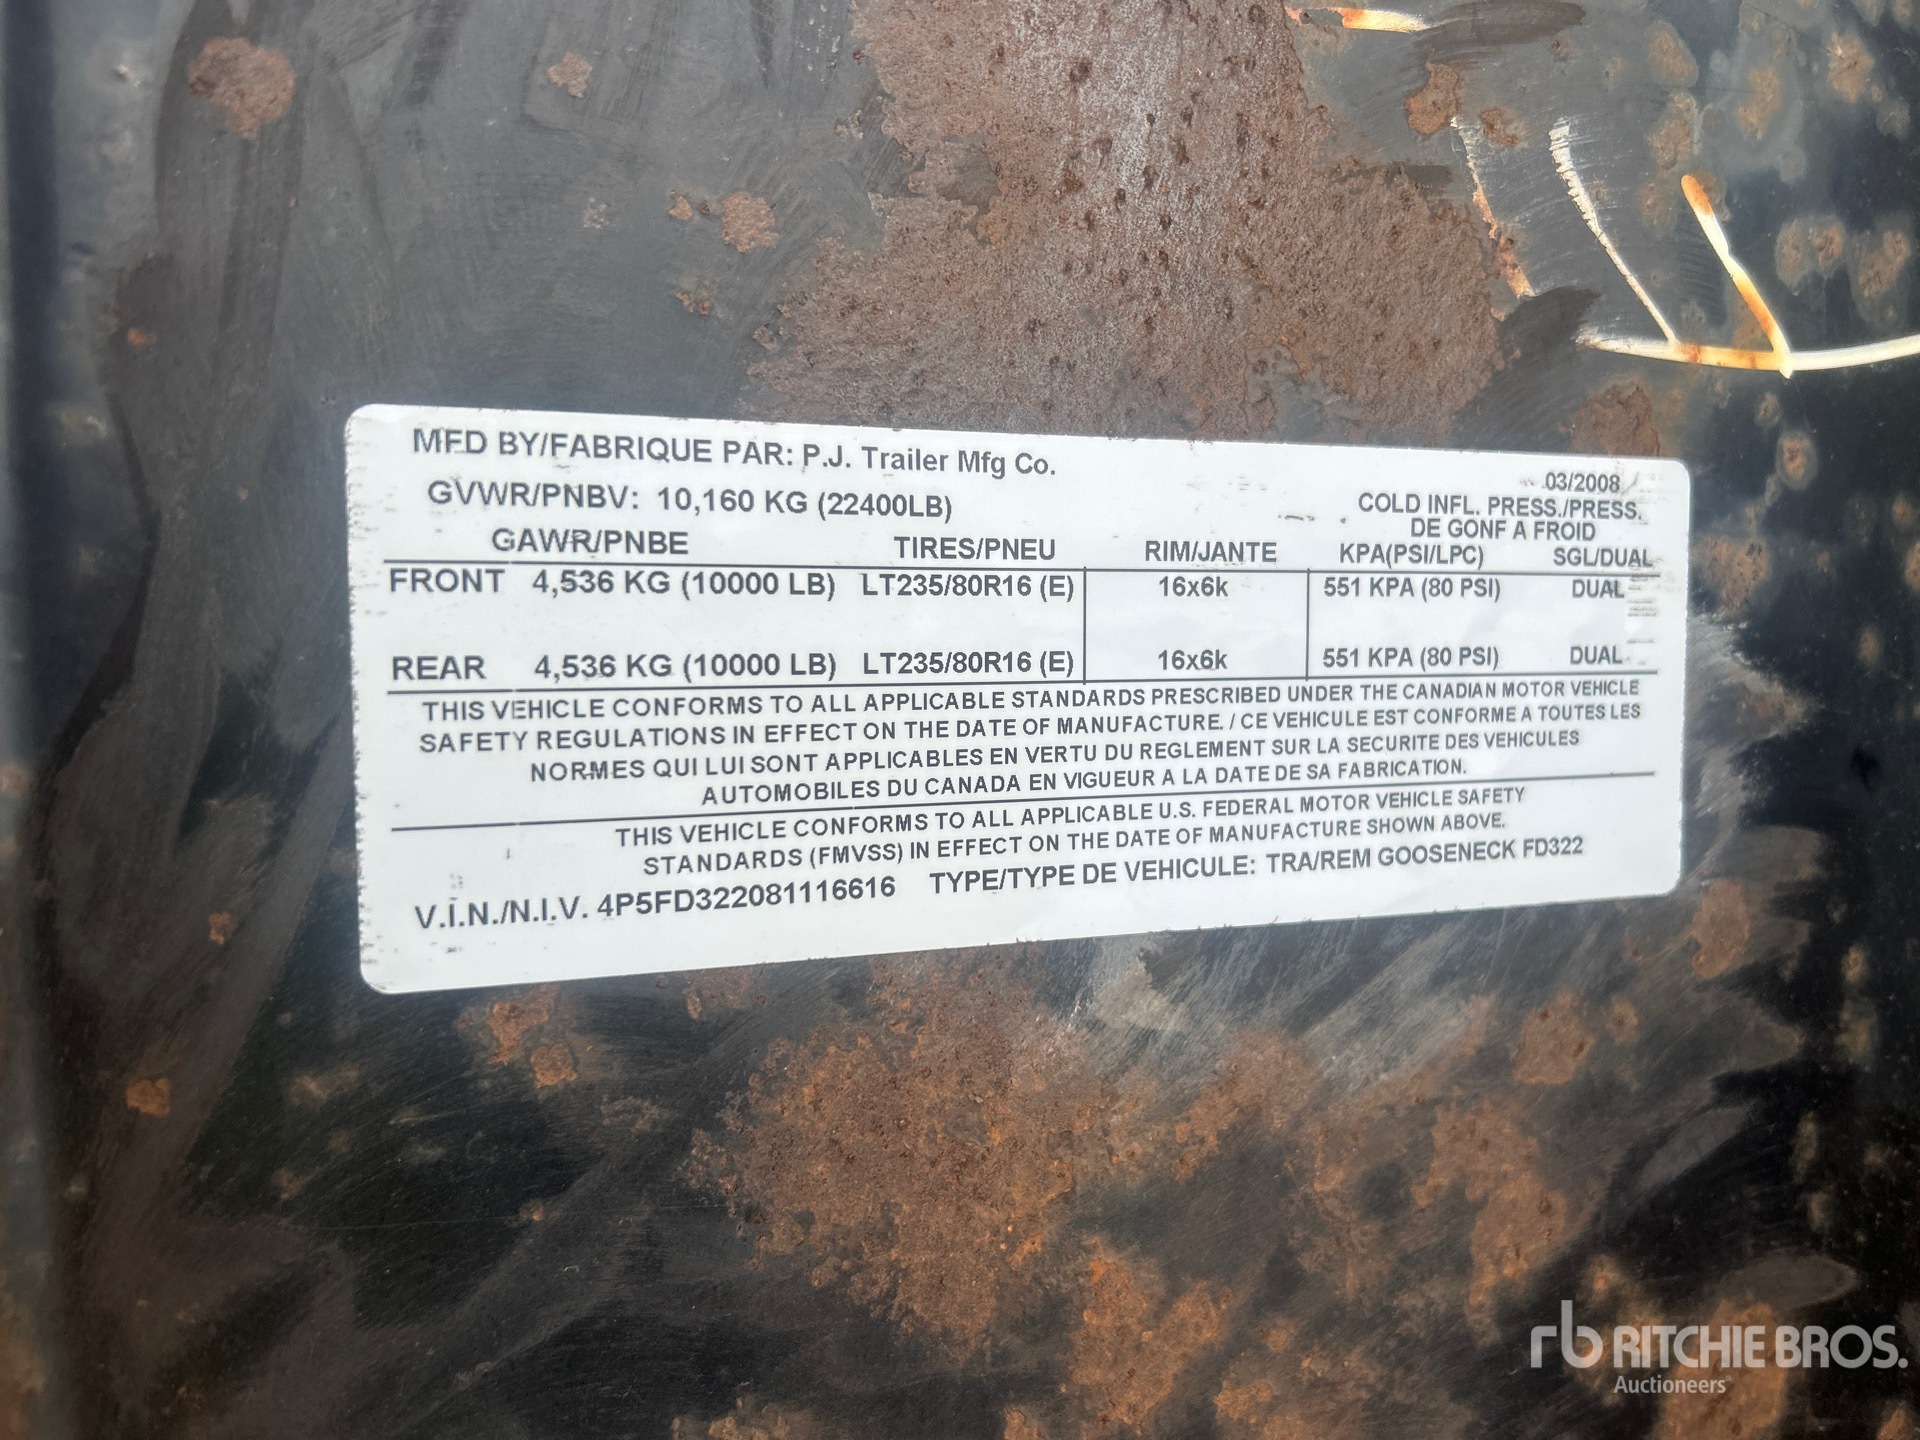 MFD BY/FABRIQUE PAR: P.J. Trailer Mfg Co.
03/2008
GVWR/PNBV: 10,160 KG (22400LB)
COLD INFL. PRESS./PRESS.
DE GONF A FROID
GAWR/PNBE TIRES/PNEU RIM/JANTE KPA(PSI/LPC) SGL/DUAL
FRONT 4,536 KG (10000 LB) LT235/80R16 (E) 16x6k 551 KPA (80 PSI) DUAL
REAR 4,536 KG (10000 LB) LT235/80R16 (E) 16x6k 551 KPA (80 PSI) DUAL
THIS VEHICLE CONFORMS TO ALL APPLICABLE STANDARDS PRESCRIBED UNDER THE CANADIAN MOTOR VEHICLE
SAFETY REGULATIONS IN EFFECT ON THE DATE OF MANUFACTURE. / CE VEHICULE EST CONFORME A TOUTES LES
NORMES QUI LUI SONT APPLICABLES EN VERTU DU REGLEMENT SUR LA SECURITE DES VEHICULES
AUTOMOBILES DU CANADA EN VIGUEUR A LA DATE DE SA FABRICATION.
THIS VEHICLE CONFORMS TO ALL APPLICABLE U.S. FEDERAL MOTOR VEHICLE SAFETY
STANDARDS (FMVSS) IN EFFECT ON THE DATE OF MANUFACTURE SHOWN ABOVE.
V.I.N./N.I.V. 4P5FD322081116616 TYPE/TYPE DE VEHICULE: TRA/REM GOOSENECK FD322
rb RITCHIE BROS.
Auctioneers